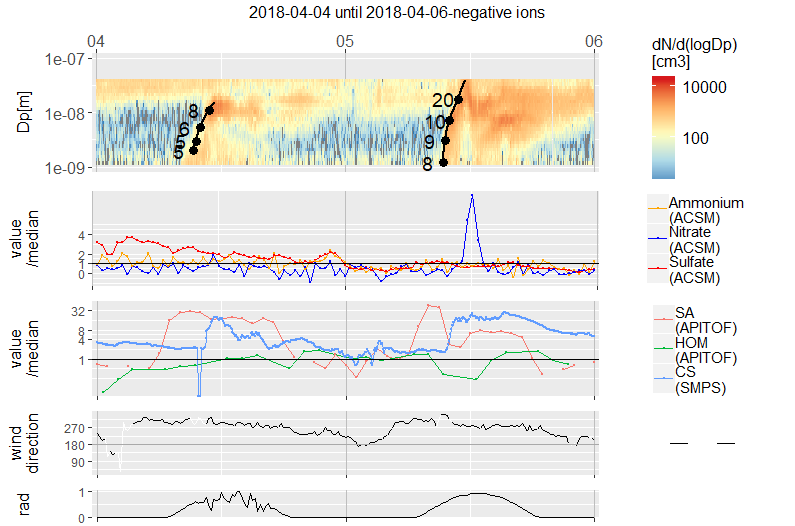 2018-04-04 until 2018-04-06-negative ions
04 05 06
dN/d(logDp)
[cm3]
10000
100
Dp[m]
1e-07
1e-08
1e-09
8
6
5
20
10
9
8
value
/median
4
2
1
0
Ammonium
(ACSM)
Nitrate
(ACSM)
Sulfate
(ACSM)
value
/median
32
8
4
1
SA
(APITOF)
HOM
(APITOF)
CS
(SMPS)
wind
direction
270
180
90
rad
1
0